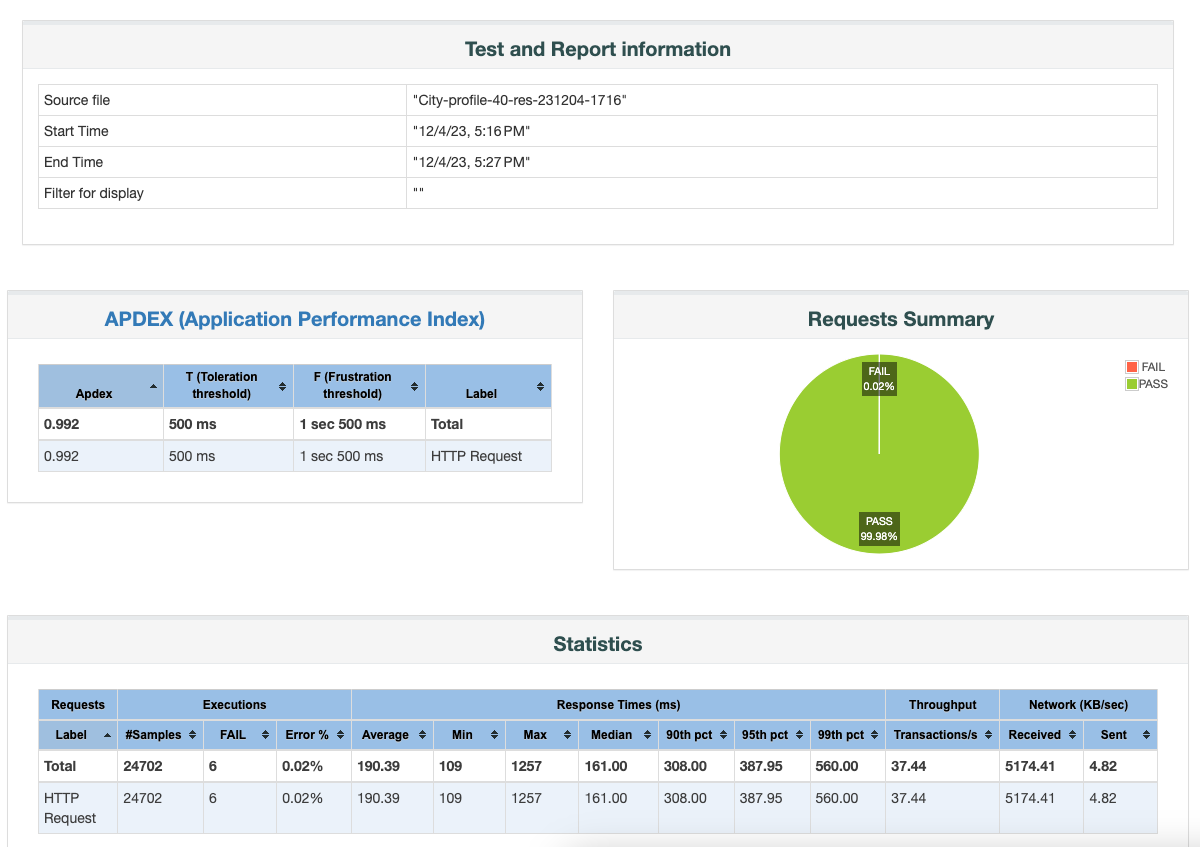 Test and Report information
Source file "City-profile-40-res-231204-1716"
Start Time "12/4/23, 5:16 PM"
End Time "12/4/23, 5:27 PM"
Filter for display ""
APDEX (Application Performance Index)
Apdex T (Toleration threshold) F (Frustration threshold) Label
0.992 500 ms 1 sec 500 ms Total
0.992 500 ms 1 sec 500 ms HTTP Request
Requests Summary
FAIL
0.02%
PASS
99.98%
FAIL
PASS
Statistics
Requests Executions Response Times (ms) Throughput Network (KB/sec)
Label #Samples FAIL Error % Average Min Max Median 90th pct 95th pct 99th pct Transactions/s Received Sent
Total 24702 6 0.02% 190.39 109 1257 161.00 308.00 387.95 560.00 37.44 5174.41 4.82
HTTP Request 24702 6 0.02% 190.39 109 1257 161.00 308.00 387.95 560.00 37.44 5174.41 4.82